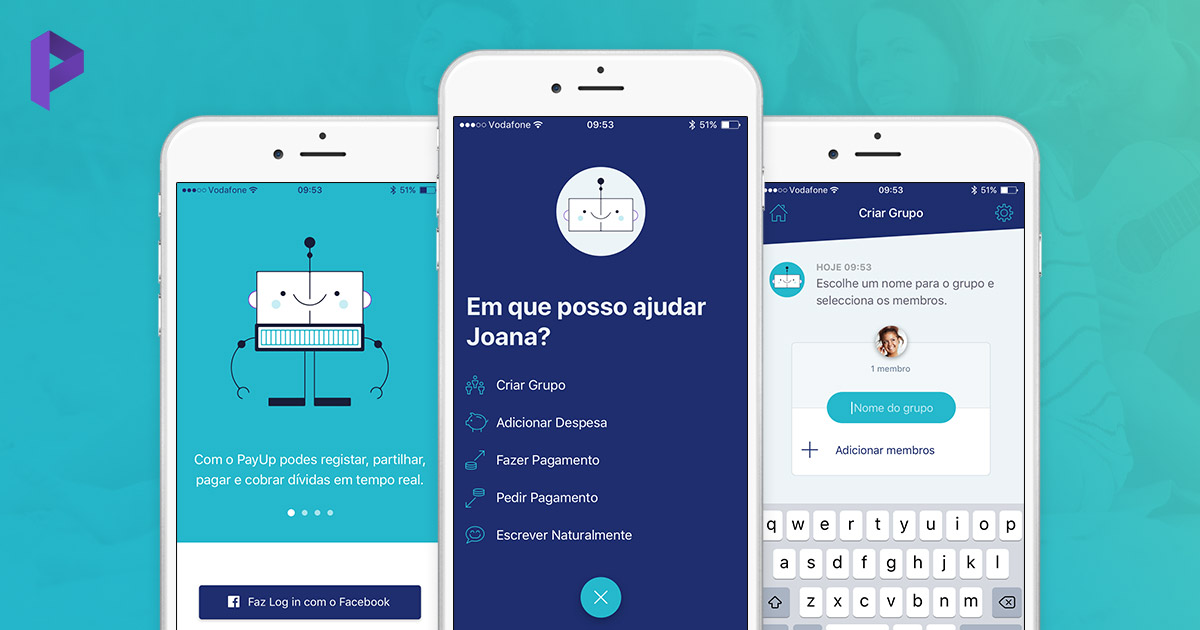 Vodafone 09:53 51%
Com o PayUp podes registar, partilhar,
pagar e cobrar dívidas em tempo real.
Faz Log in com o Facebook
Vodafone 09:53 51%
Em que posso ajudar
Joana?
Criar Grupo
Adicionar Despesa
Fazer Pagamento
Pedir Pagamento
Escrever Naturalmente
Vodafone 09:53 51%
Criar Grupo
HOJE 09:53
Escolhe um nome para o grupo e
selecciona os membros.
1 membro
Nome do grupo
Adicionar membros
q w e r t y u i o p
a s d f g h j k l
z x c v b n m